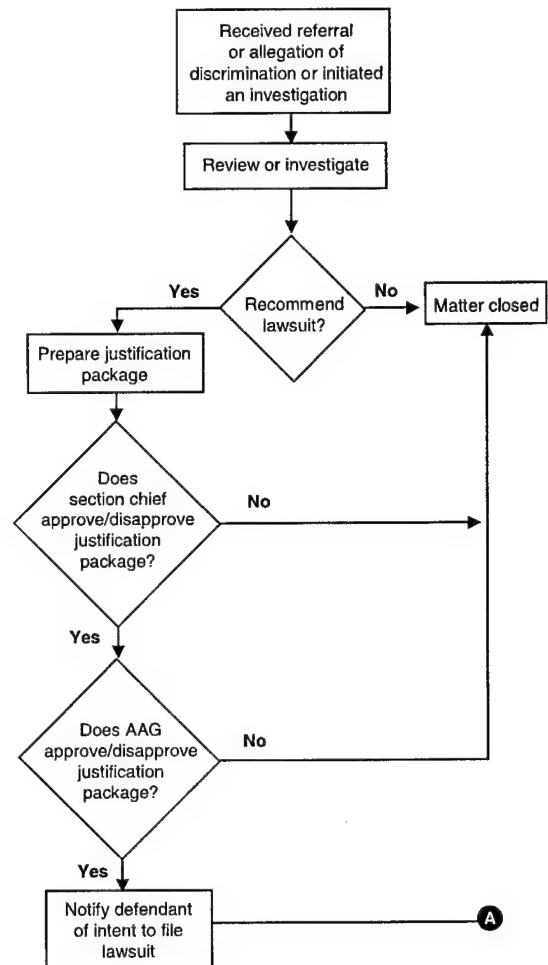 Received referral
or allegation of
discrimination or initiated
an investigation
Review or investigate
Recommend
lawsuit?
Yes
No
Matter closed
Prepare justification
package
Does
section chief
approve/disapprove
justification
package?
No
Yes
Does AAG
approve/disapprove
justification
package?
No
Yes
Notify defendant
of intent to file
lawsuit
A